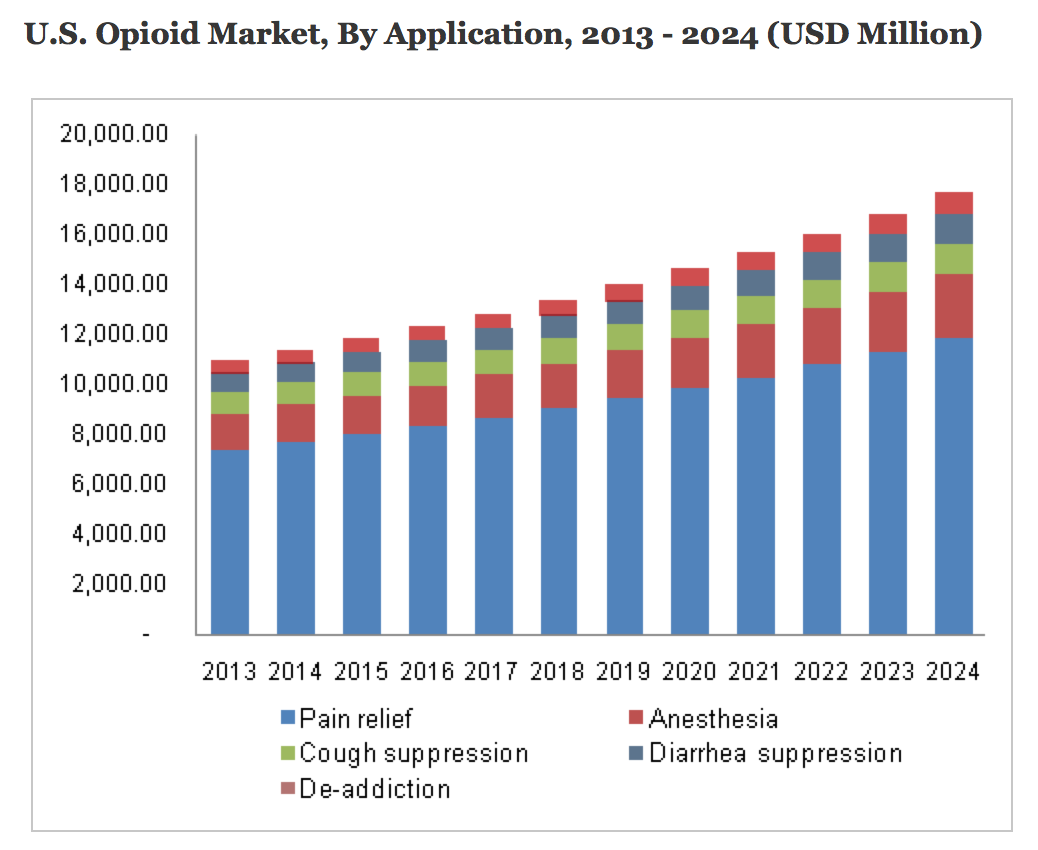 U.S. Opioid Market, By Application, 2013 - 2024 (USD Million)
20,000.00
18,000.00
16,000.00
14,000.00
12,000.00
10,000.00
8,000.00
6,000.00
4,000.00
2,000.00
-
2013 2014 2015 2016 2017 2018 2019 2020 2021 2022 2023 2024
Pain relief Anesthesia
Cough suppression Diarrhea suppression
De-addiction